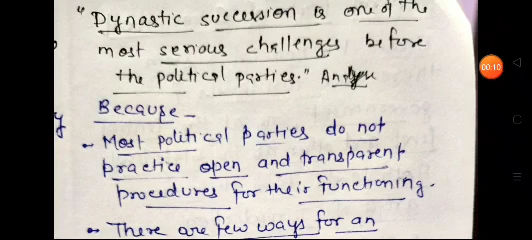 "Dynastic succession is one of the
most serious challenges before
the political parties."
Because -
- Most political parties do not
practice open and transparent
procedures for their functioning.
- There are few ways for an
00:10